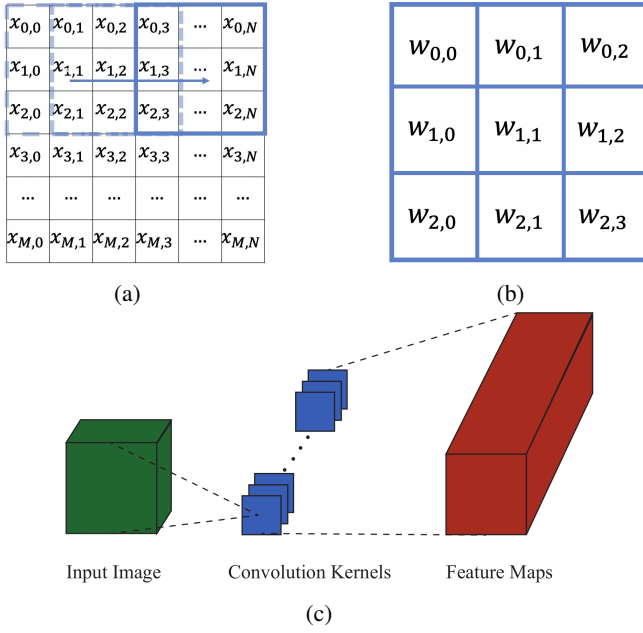 x0,0 x0,1 x0,2 x0,3 ... x0,N
x1,0 x1,1 x1,2 x1,3 ... x1,N
x2,0 x2,1 x2,2 x2,3 ... x2,N
x3,0 x3,1 x3,2 x3,3 ... x3,N
... ... ... ... ... ...
xM,0 xM,1 xM,2 xM,3 ... xM,N
(a)
w0,0 w0,1 w0,2
w1,0 w1,1 w1,2
w2,0 w2,1 w2,3
(b)
Input Image Convolution Kernels Feature Maps
(c)